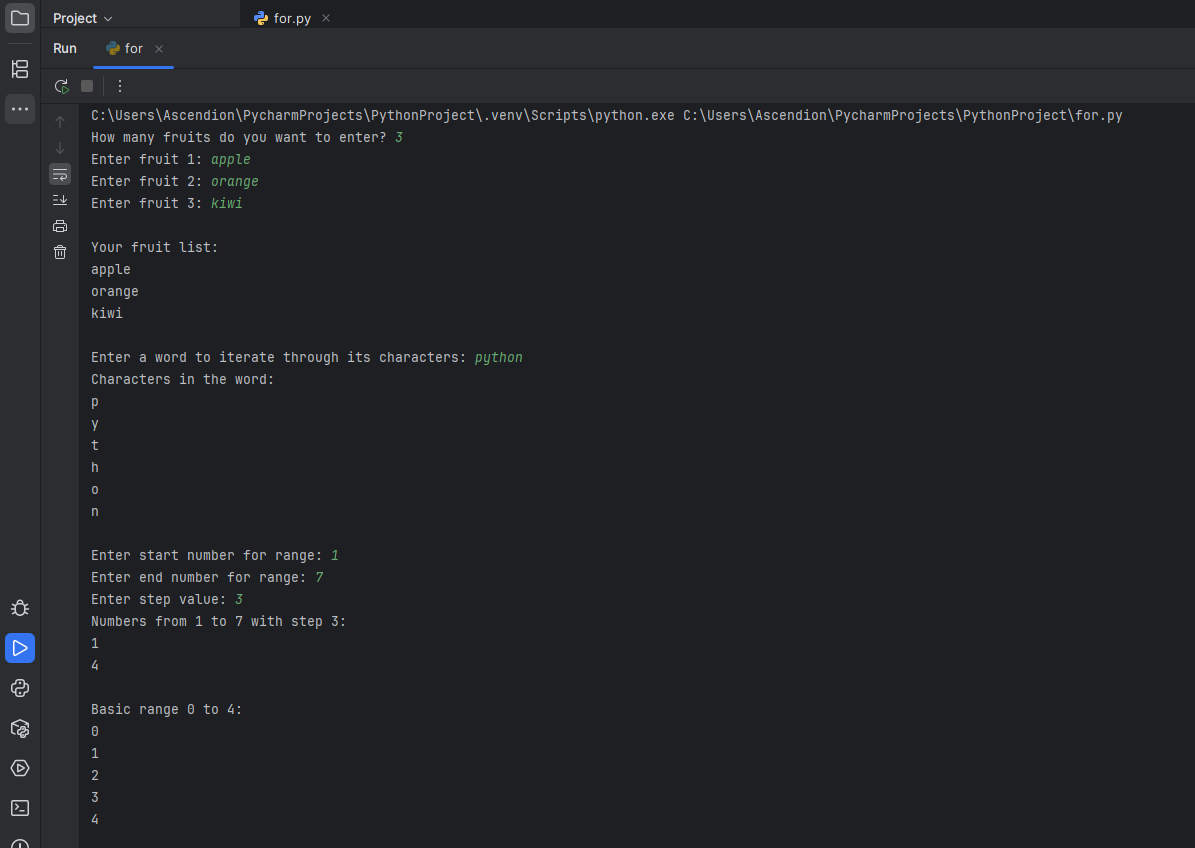 Project
for.py
Run
for
C:\Users\Ascendion\PycharmProjects\PythonProject\.venv\Scripts\python.exe C:\Users\Ascendion\PycharmProjects\PythonProject\for.py
How many fruits do you want to enter? 3
Enter fruit 1: apple
Enter fruit 2: orange
Enter fruit 3: kiwi

Your fruit list:
apple
orange
kiwi

Enter a word to iterate through its characters: python
Characters in the word:
p
y
t
h
o
n

Enter start number for range: 1
Enter end number for range: 7
Enter step value: 3
Numbers from 1 to 7 with step 3:
1
4

Basic range 0 to 4:
0
1
2
3
4